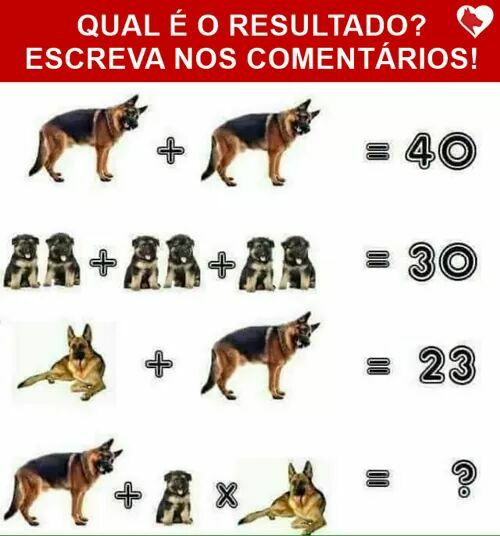 QUAL É O RESULTADO?
ESCREVA NOS COMENTÁRIOS!
+ = 40
+ + = 30
+ = 23
+ x = ?